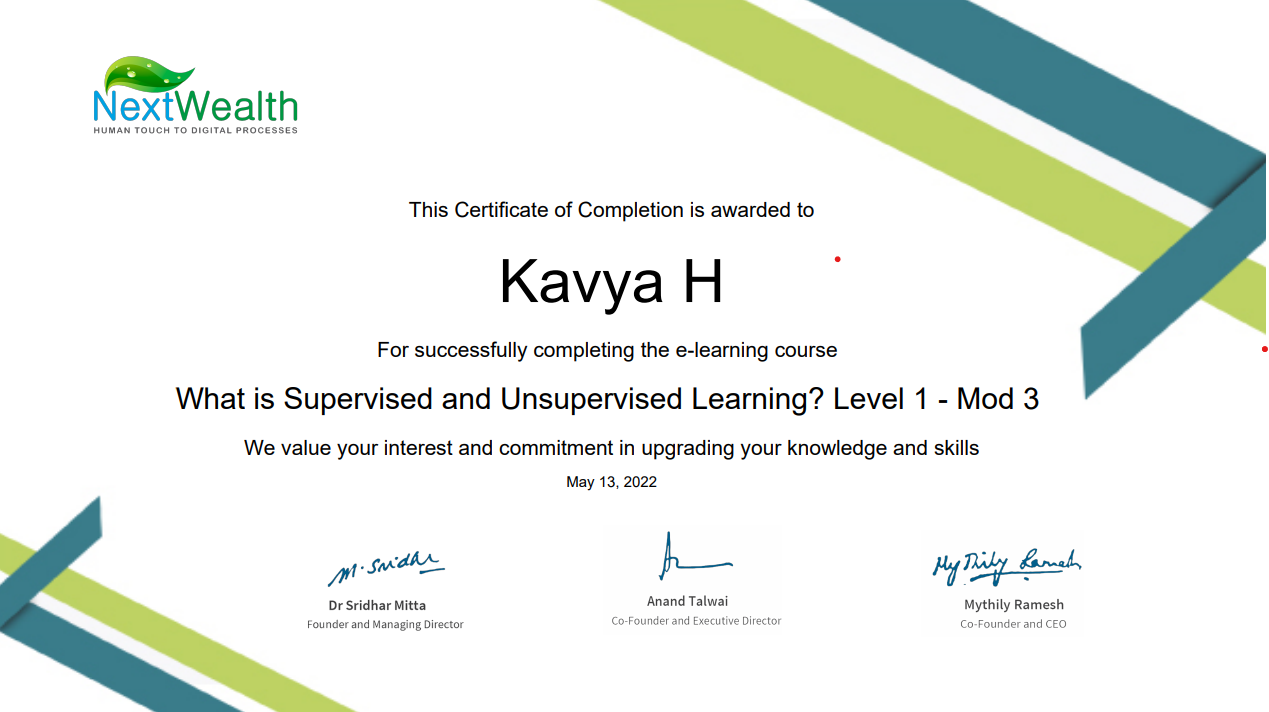 NextWealth
HUMAN TOUCH TO DIGITAL PROCESSES
This Certificate of Completion is awarded to
Kavya H
For successfully completing the e-learning course
What is Supervised and Unsupervised Learning? Level 1 - Mod 3
We value your interest and commitment in upgrading your knowledge and skills
May 13, 2022
M. Sridhar
Mythily Ramesh
Dr Sridhar Mitta
Founder and Managing Director
Anand Talwai
Co-Founder and Executive Director
Mythily Ramesh
Co-Founder and CEO